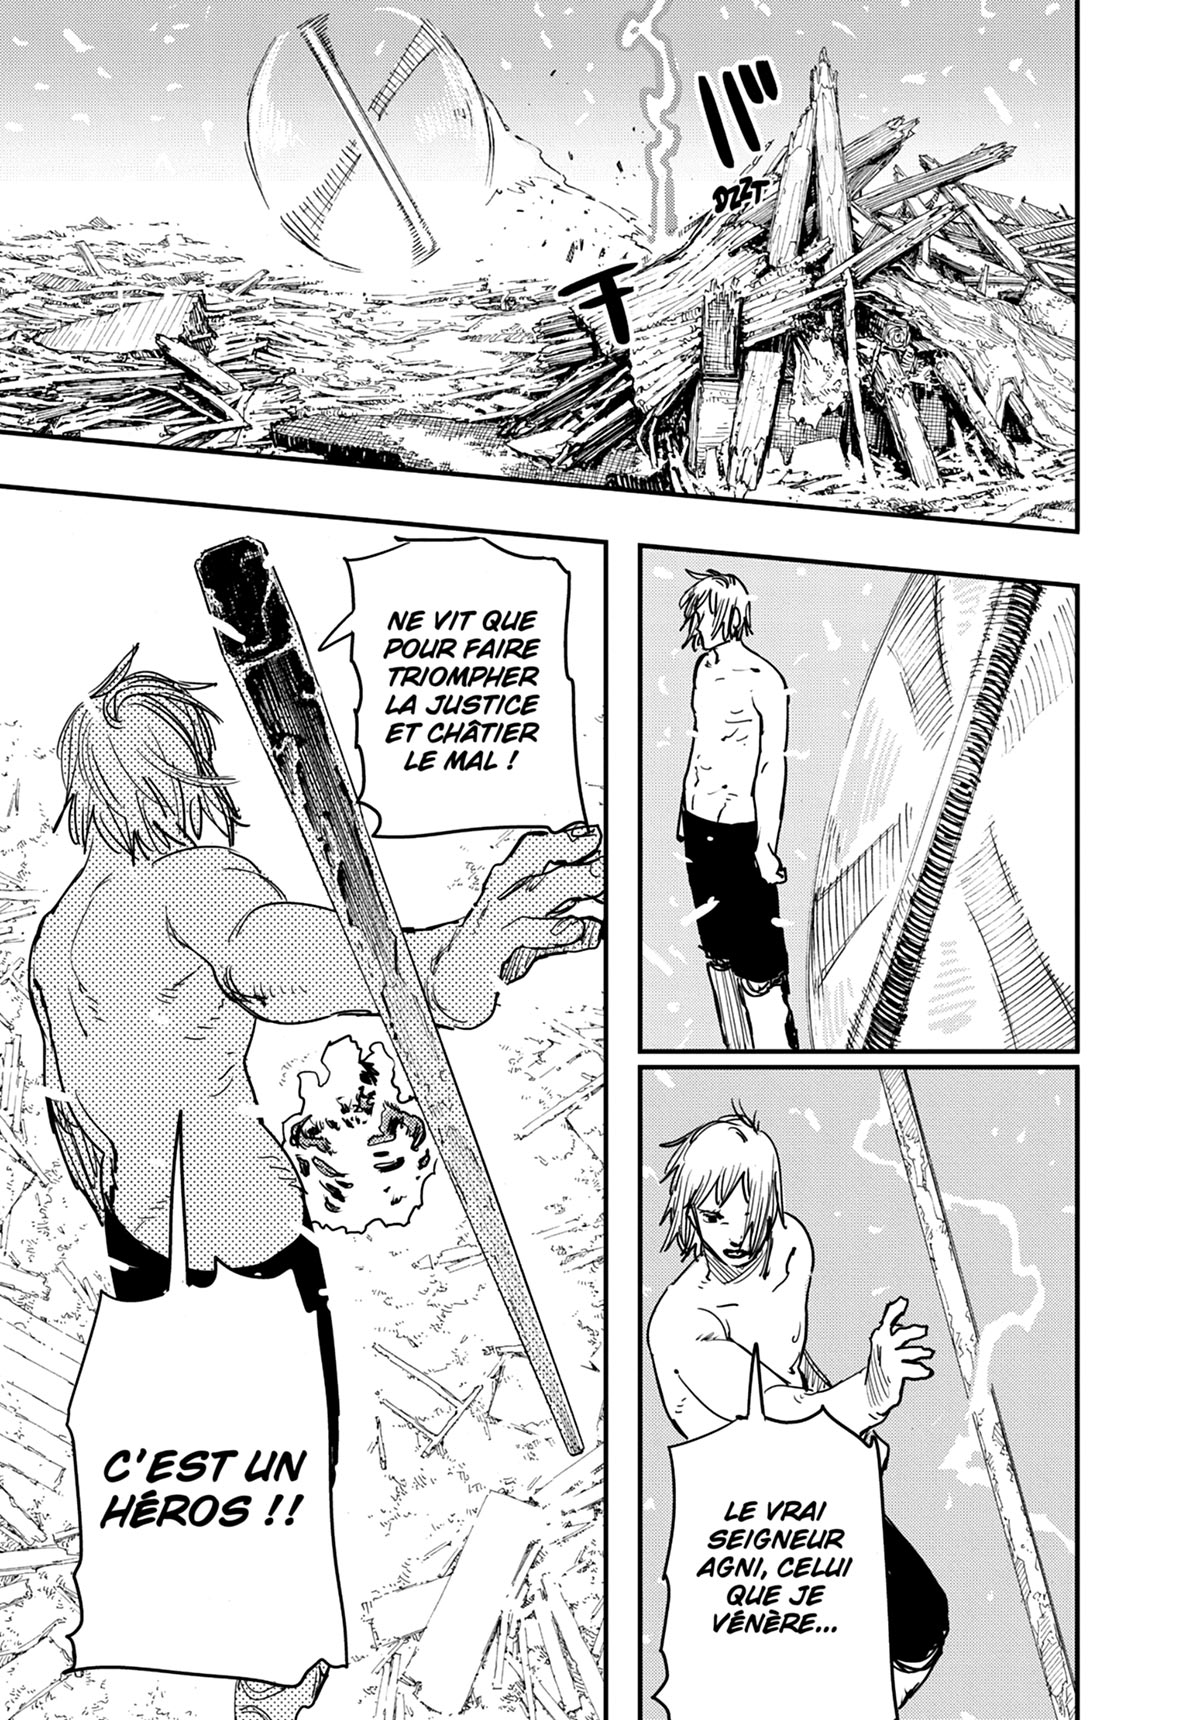 バチ
DZZT
LE VRAI
SEIGNEUR
AGNI, CELUI
QUE JE
VÉNÈRE...
NE VIT QUE
POUR FAIRE
TRIOMPHER
LA JUSTICE
ET CHÂTIER
LE MAL !
C'EST UN
HÉROS !!